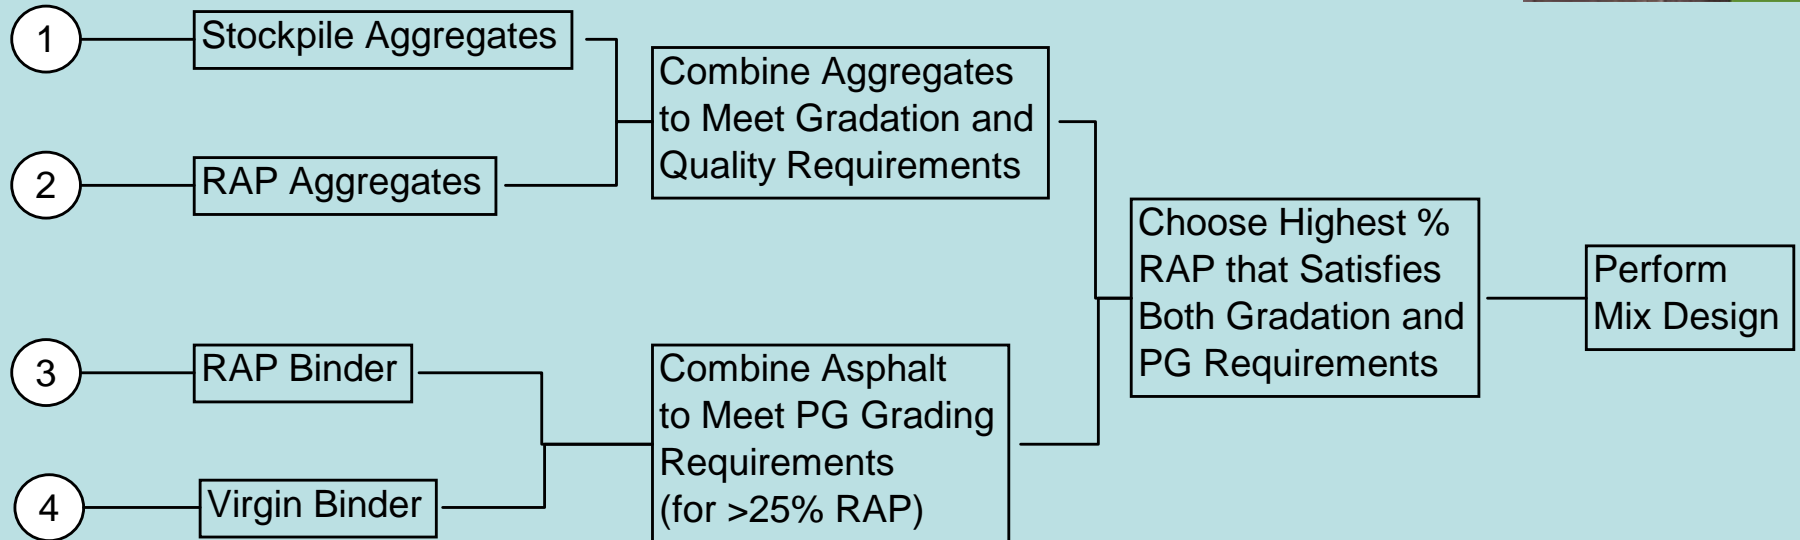 1
Stockpile Aggregates
2
RAP Aggregates
Combine Aggregates
to Meet Gradation and
Quality Requirements
3
RAP Binder
4
Virgin Binder
Combine Asphalt
to Meet PG Grading
Requirements
(for >25% RAP)
Choose Highest %
RAP that Satisfies
Both Gradation and
PG Requirements
Perform
Mix Design